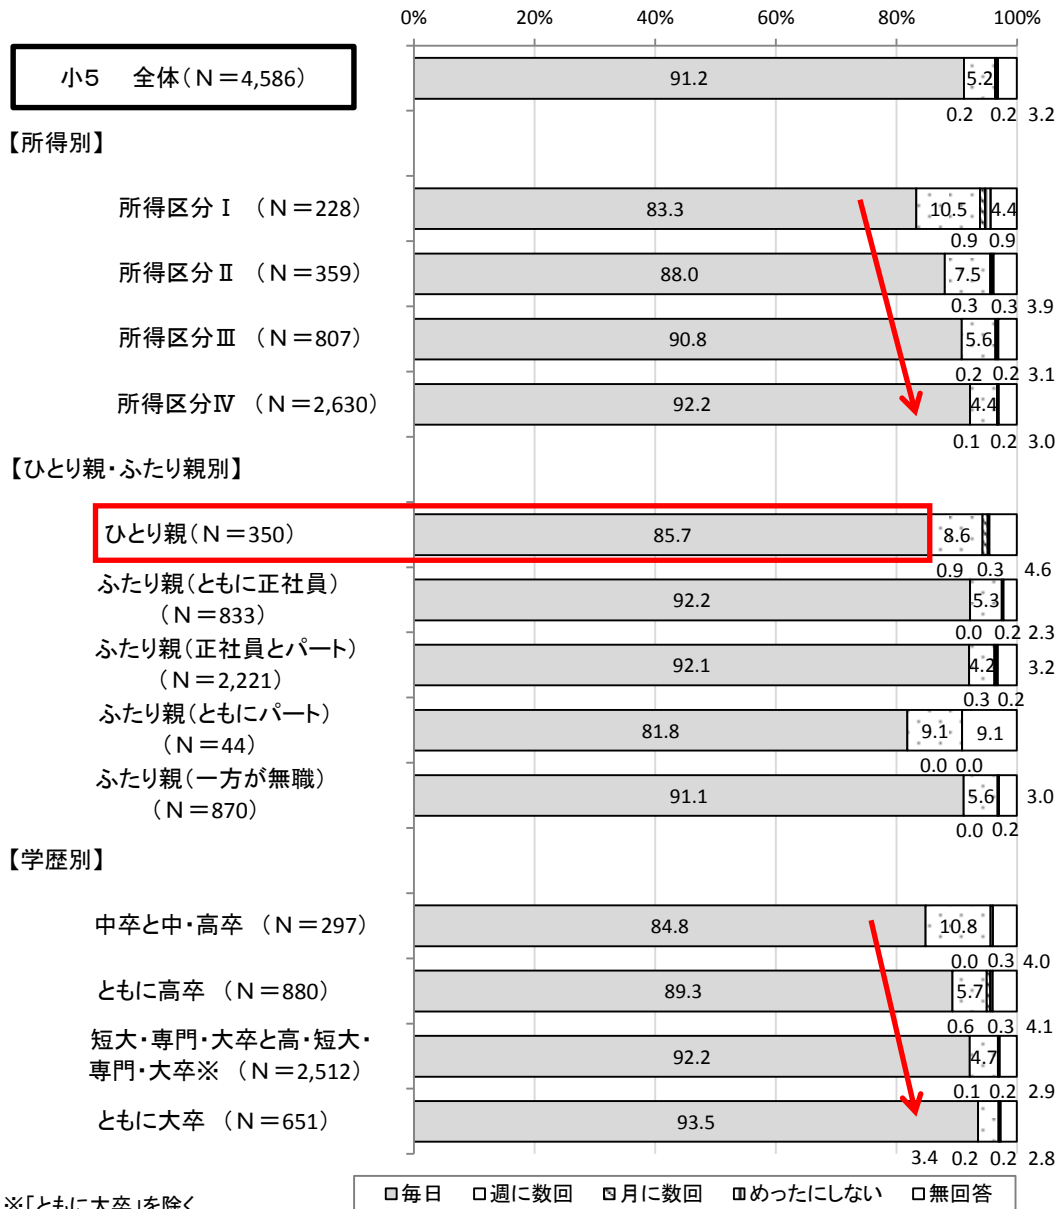 0% 20% 40% 60% 80% 100%
小5 全体(N=4,586) 91.2 5.2
0.2 0.2 3.2
【所得別】
所得区分Ⅰ (N=228) 83.3 10.5 4.4
0.9 0.9
所得区分Ⅱ (N=359) 88.0 7.5
0.3 0.3 3.9
所得区分Ⅲ (N=807) 90.8 5.6
0.2 0.2 3.1
所得区分Ⅳ (N=2,630) 92.2 4.4
0.1 0.2 3.0
【ひとり親・ふたり親別】
ひとり親(N=350) 85.7 8.6
0.9 0.3 4.6
ふたり親(ともに正社員)
(N=833) 92.2 5.3
0.0 0.2 2.3
ふたり親(正社員とパート)
(N=2,221) 92.1 4.2 3.2
0.3 0.2
ふたり親(ともにパート)
(N=44) 81.8 9.1 9.1
0.0 0.0
ふたり親(一方が無職)
(N=870) 91.1 5.6 3.0
0.0 0.2
【学歴別】
中卒と中・高卒 (N=297) 84.8 10.8
0.0 0.3 4.0
ともに高卒 (N=880) 89.3 5.7
0.6 0.3 4.1
短大・専門・大卒と高・短大・
専門・大卒※ (N=2,512) 92.2 4.7
0.1 0.2 2.9
ともに大卒 (N=651) 93.5
3.4 0.2 0.2 2.8
※「ともに大卒」を除く
毎日 週に数回 月に数回 めったにしない 無回答